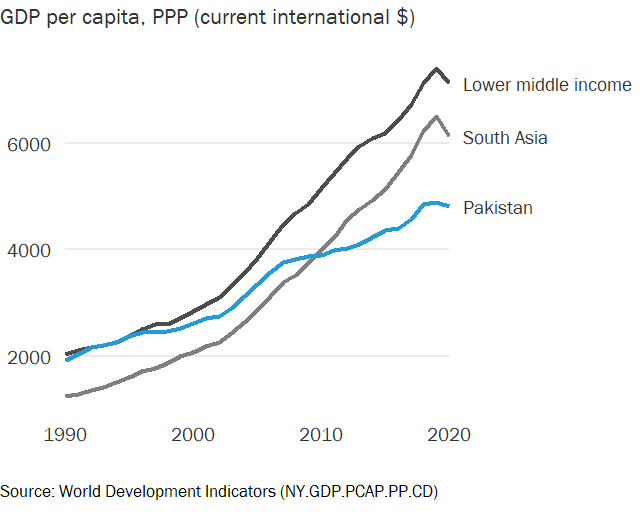 GDP per capita, PPP (current international $)
Lower middle income
6000
South Asia
Pakistan
4000
2000
1990 2000 2010 2020
Source: World Development Indicators (NY.GDP.PCAP.PP.CD)